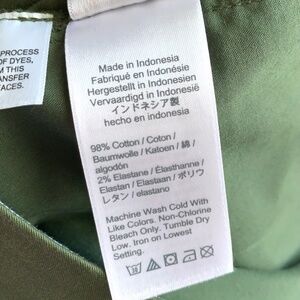 PROCESS
OF DYES,
M THIS
ANSFER
ACES.
Made in Indonesia
Fabriqué en Indonésie
Hergestellt in Indonesien
Vervaardigd in Indonesië
インドネシア製
hecho en indonesia
98% Cotton / Coton /
Baumwolle / Katoen / 綿 /
algodón
2% Elastane / Élasthanne /
Elastan / Elastaan / ポリウ
レタン / elastano
Machine Wash Cold With
Like Colors. Non-Chlorine
Bleach Only. Tumble Dry
Low. Iron on Lowest
Setting.